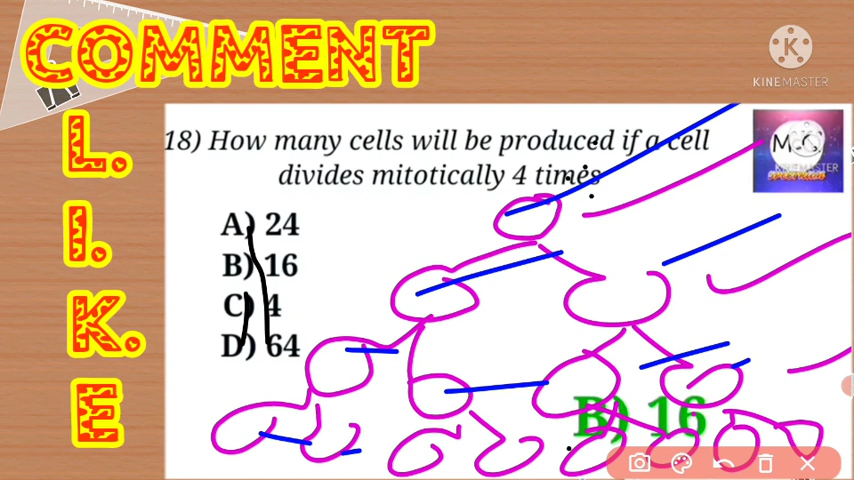 COMMENT
L.
I.
K.
E
KINEMASTER
18) How many cells will be produced if a cell
divides mitotically 4 times
A) 24
B) 16
C) 4
D) 64
B) 16
M.C.
KINEMASTER